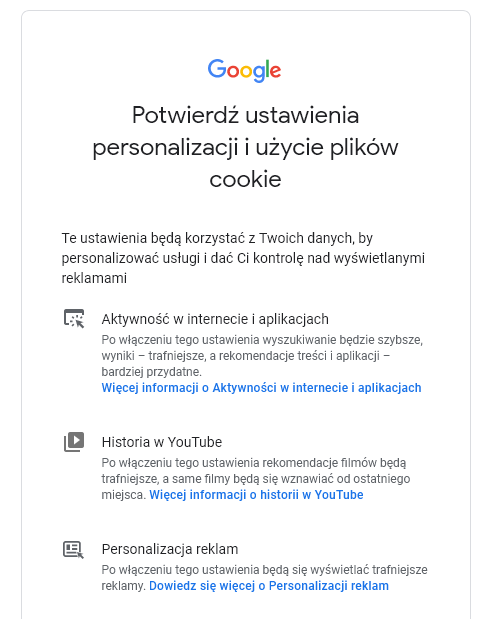 Google
Potwierdź ustawienia
personalizacji i użycie plików
cookie
Te ustawienia będą korzystać z Twoich danych, by
personalizować usługi i dać Ci kontrolę nad wyświetlanymi
reklamami
Aktywność w internecie i aplikacjach
Po włączeniu tego ustawienia wyszukiwanie będzie szybsze,
wyniki – trafniejsze, a rekomendacje treści i aplikacji –
bardziej przydatne.
Więcej informacji o Aktywności w internecie i aplikacjach
Historia w YouTube
Po włączeniu tego ustawienia rekomendacje filmów będą
trafniejsze, a same filmy będą się wznawiać od ostatniego
miejsca. Więcej informacji o historii w YouTube
Personalizacja reklam
Po włączeniu tego ustawienia będą się wyświetlać trafniejsze
reklamy. Dowiedz się więcej o Personalizacji reklam